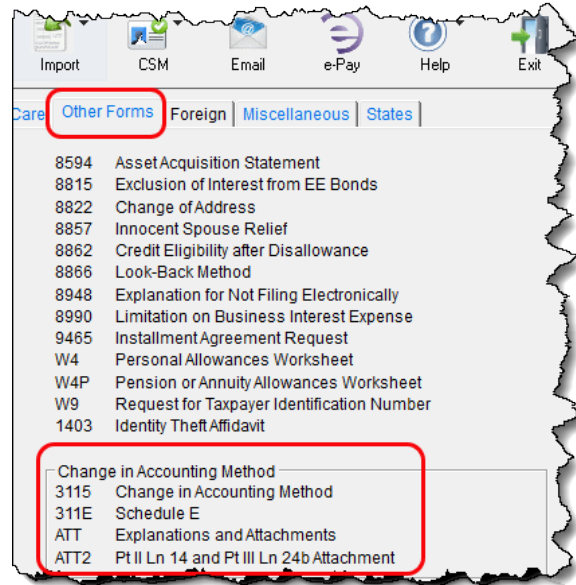 Import CSM Email e-Pay Help Exit
Care Other Forms Foreign Miscellaneous States
8594 Asset Acquisition Statement
8815 Exclusion of Interest from EE Bonds
8822 Change of Address
8857 Innocent Spouse Relief
8862 Credit Eligibility after Disallowance
8866 Look-Back Method
8948 Explanation for Not Filing Electronically
8990 Limitation on Business Interest Expense
9465 Installment Agreement Request
W4 Personal Allowances Worksheet
W4P Pension or Annuity Allowances Worksheet
W9 Request for Taxpayer Identification Number
1403 Identity Theft Affidavit
Change in Accounting Method
3115 Change in Accounting Method
311E Schedule E
ATT Explanations and Attachments
ATT2 Pt II Ln 14 and Pt III Ln 24b Attachment